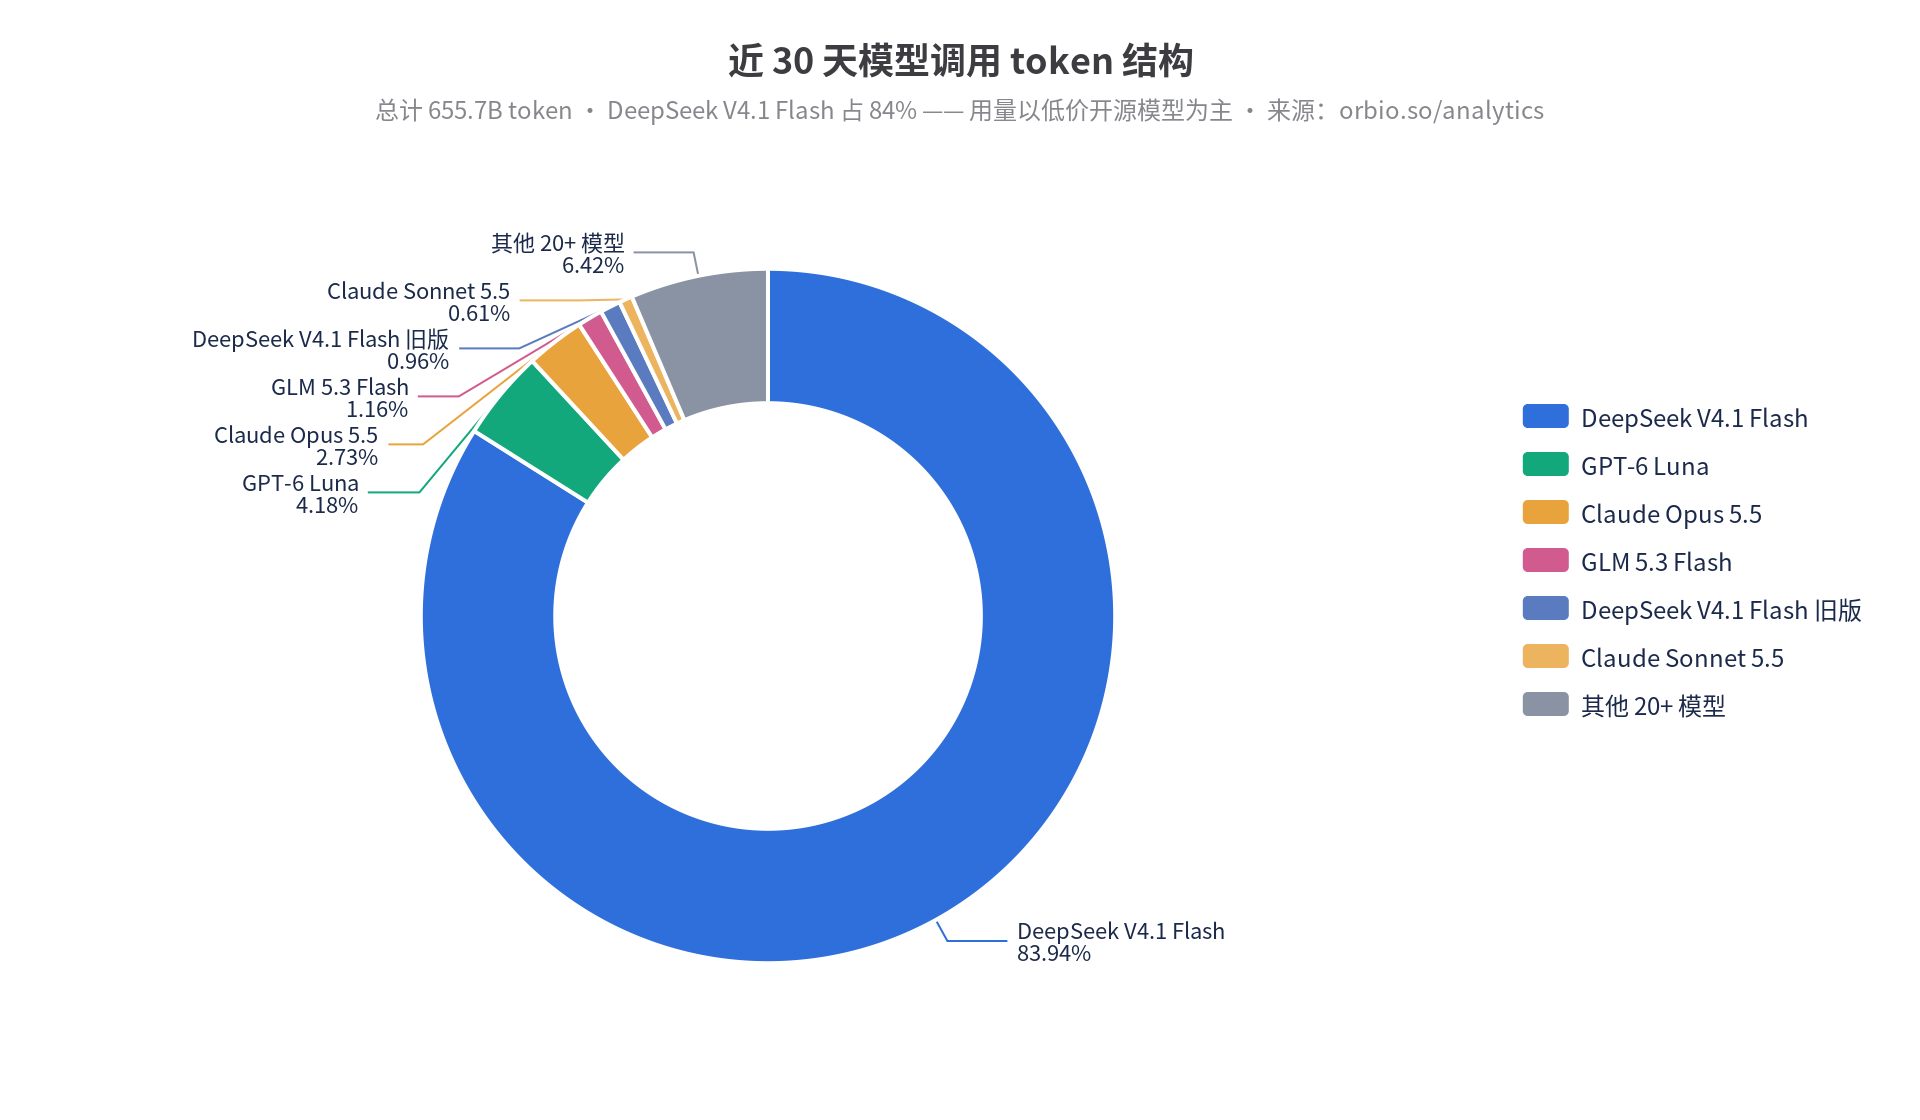 近 30 天模型调用 token 结构
总计 655.7B token · DeepSeek V4.1 Flash 占 84% —— 用量以低价开源模型为主 · 来源：orbio.so/analytics
其他 20+ 模型
6.42%
Claude Sonnet 5.5
0.61%
DeepSeek V4.1 Flash 旧版
0.96%
GLM 5.3 Flash
1.16%
Claude Opus 5.5
2.73%
GPT-6 Luna
4.18%
DeepSeek V4.1 Flash
83.94%
DeepSeek V4.1 Flash
GPT-6 Luna
Claude Opus 5.5
GLM 5.3 Flash
DeepSeek V4.1 Flash 旧版
Claude Sonnet 5.5
其他 20+ 模型